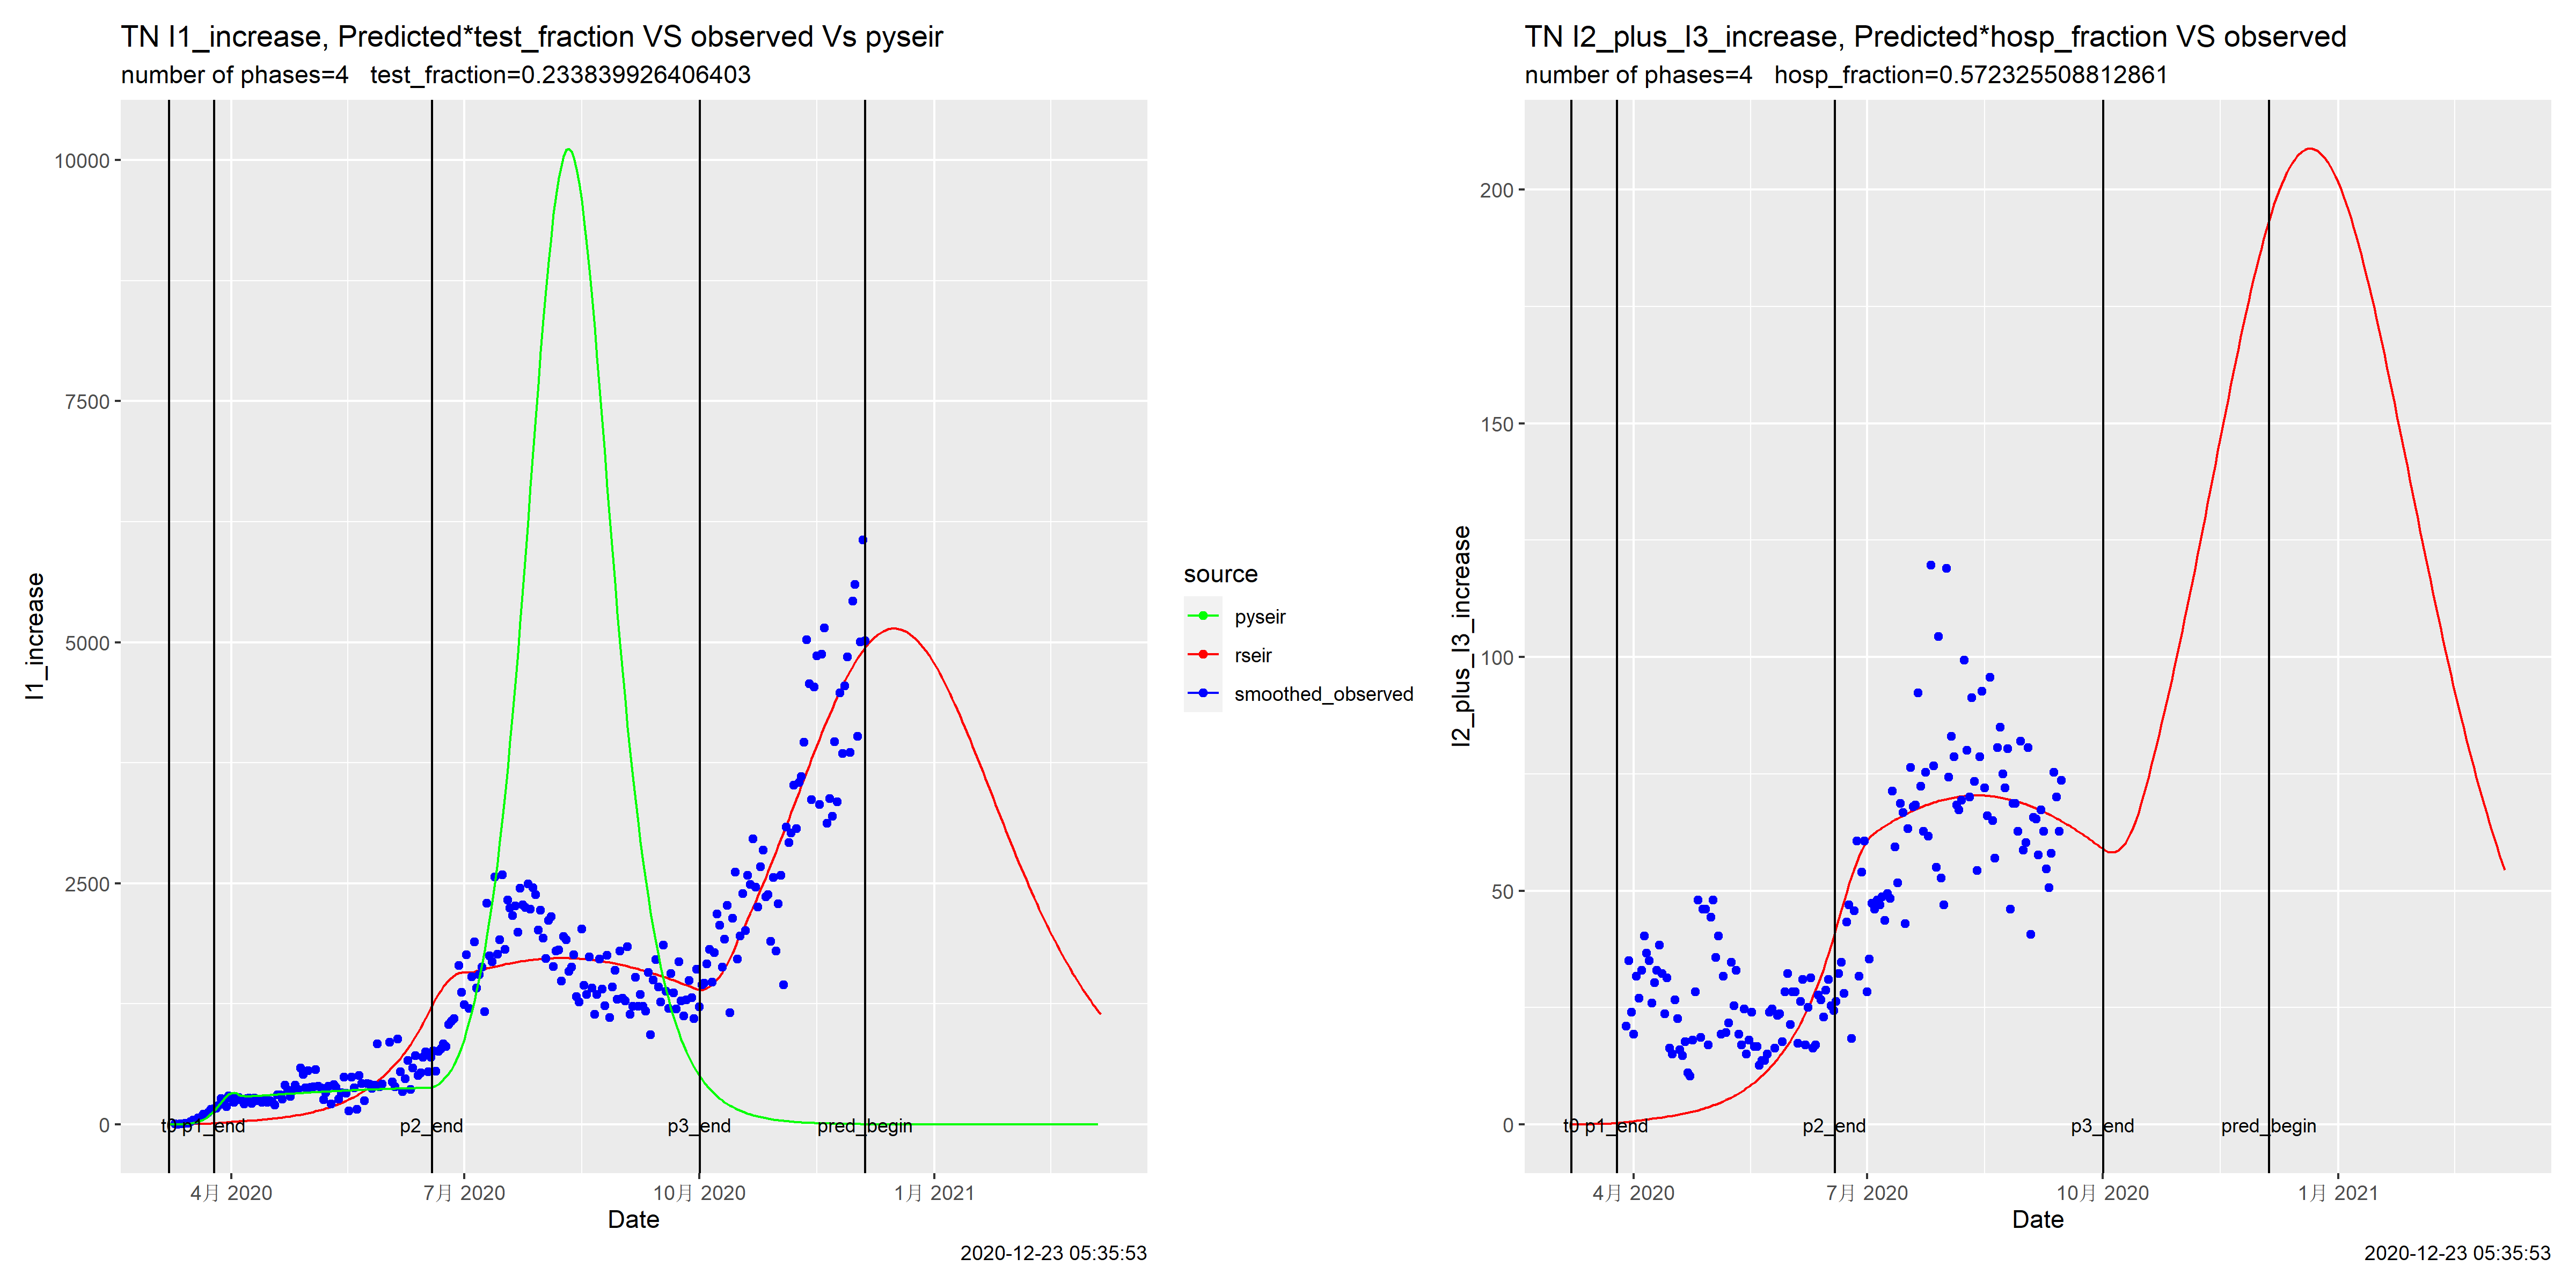 TN I1_increase, Predicted*test_fraction VS observed Vs pyseir
number of phases=4   test_fraction=0.233839926406403
I1_increase
10000
7500
5000
2500
0
t0 p1_end
p2_end
p3_end
pred_begin
4月 2020
7月 2020
10月 2020
1月 2021
Date
2020-12-23 05:35:53
source
pyseir
rseir
smoothed_observed
TN I2_plus_I3_increase, Predicted*hosp_fraction VS observed
number of phases=4   hosp_fraction=0.572325508812861
I2_plus_I3_increase
200
150
100
50
0
t0 p1_end
p2_end
p3_end
pred_begin
4月 2020
7月 2020
10月 2020
1月 2021
Date
2020-12-23 05:35:53